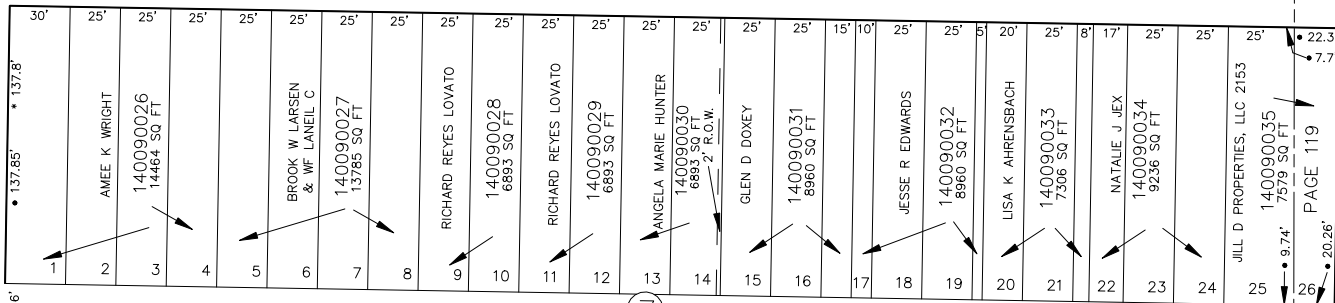 30' 25' 25' 25' 25' 25' 25' 25' 25' 25' 25' 25' 25' 25' 25' 25' 15' 10' 25' 25' 5' 20' 25' 8' 17' 25' 25' 25'
• 22.3
• 7.7
• 137.85' * 137.8'
AMEE K WRIGHT
140090026
14464 SQ FT
BROOK W LARSEN
& WF LANEIL C
140090027
13785 SQ FT
RICHARD REYES LOVATO
140090028
6893 SQ FT
RICHARD REYES LOVATO
140090029
6893 SQ FT
ANGELA MARIE HUNTER
140090030
6893 SQ FT
2' R.O.W.
GLEN D DOXEY
140090031
8960 SQ FT
JESSE R EDWARDS
140090032
8960 SQ FT
LISA K AHRENSBACH
140090033
7306 SQ FT
NATALIE J JEX
140090034
9236 SQ FT
JILL D PROPERTIES, LLC 2153
140090035
7579 SQ FT
• 9.74'
PAGE 119
• 20.26'
1 2 3 4 5 6 7 8 9 10 11 12 13 14 15 16 17 18 19 20 21 22 23 24 25 26
6'